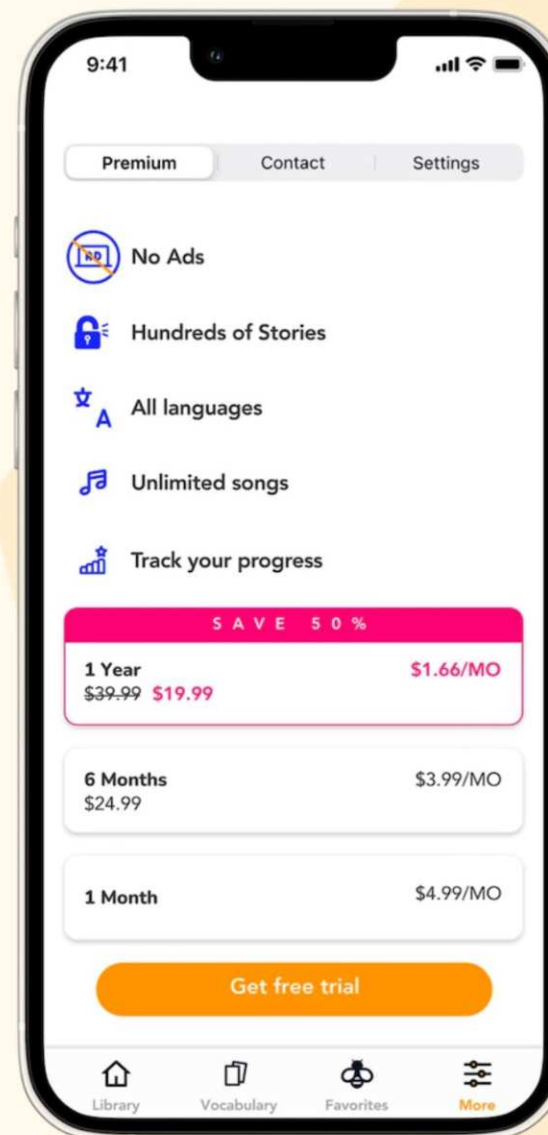 9:41
Premium Contact Settings
AD
No Ads
Hundreds of Stories
All languages
Unlimited songs
Track your progress
SAVE 50%
1 Year $1.66/MO
$39.99 $19.99
6 Months $3.99/MO
$24.99
1 Month $4.99/MO
Get free trial
Library Vocabulary Favorites More